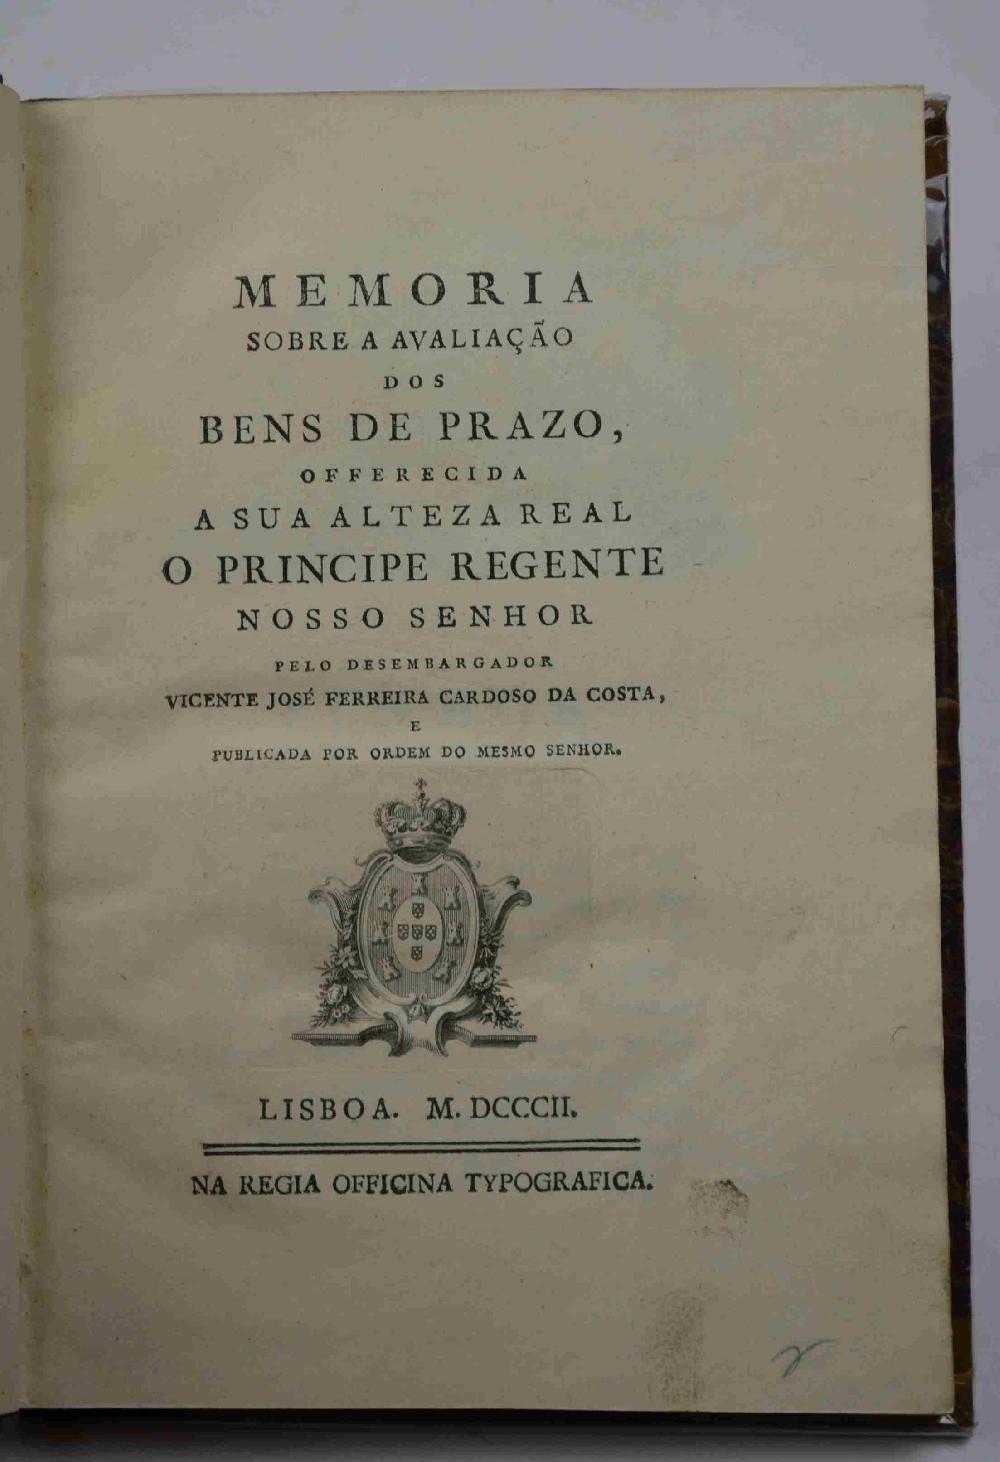 MEMORIA
SOBRE A AVALIAÇÃO
DOS
BENS DE PRAZO,
OFFERECIDA
A SUA ALTEZA REAL
O PRINCIPE REGENTE
NOSSO SENHOR
PELO DESEMBARGADOR
VICENTE JOSÉ FERREIRA CARDOSO DA COSTA,
E
PUBLICADA POR ORDEM DO MESMO SENHOR.
LISBOA. M. DCCCII.
NA REGIA OFFICINA TYPOGRAFICA.